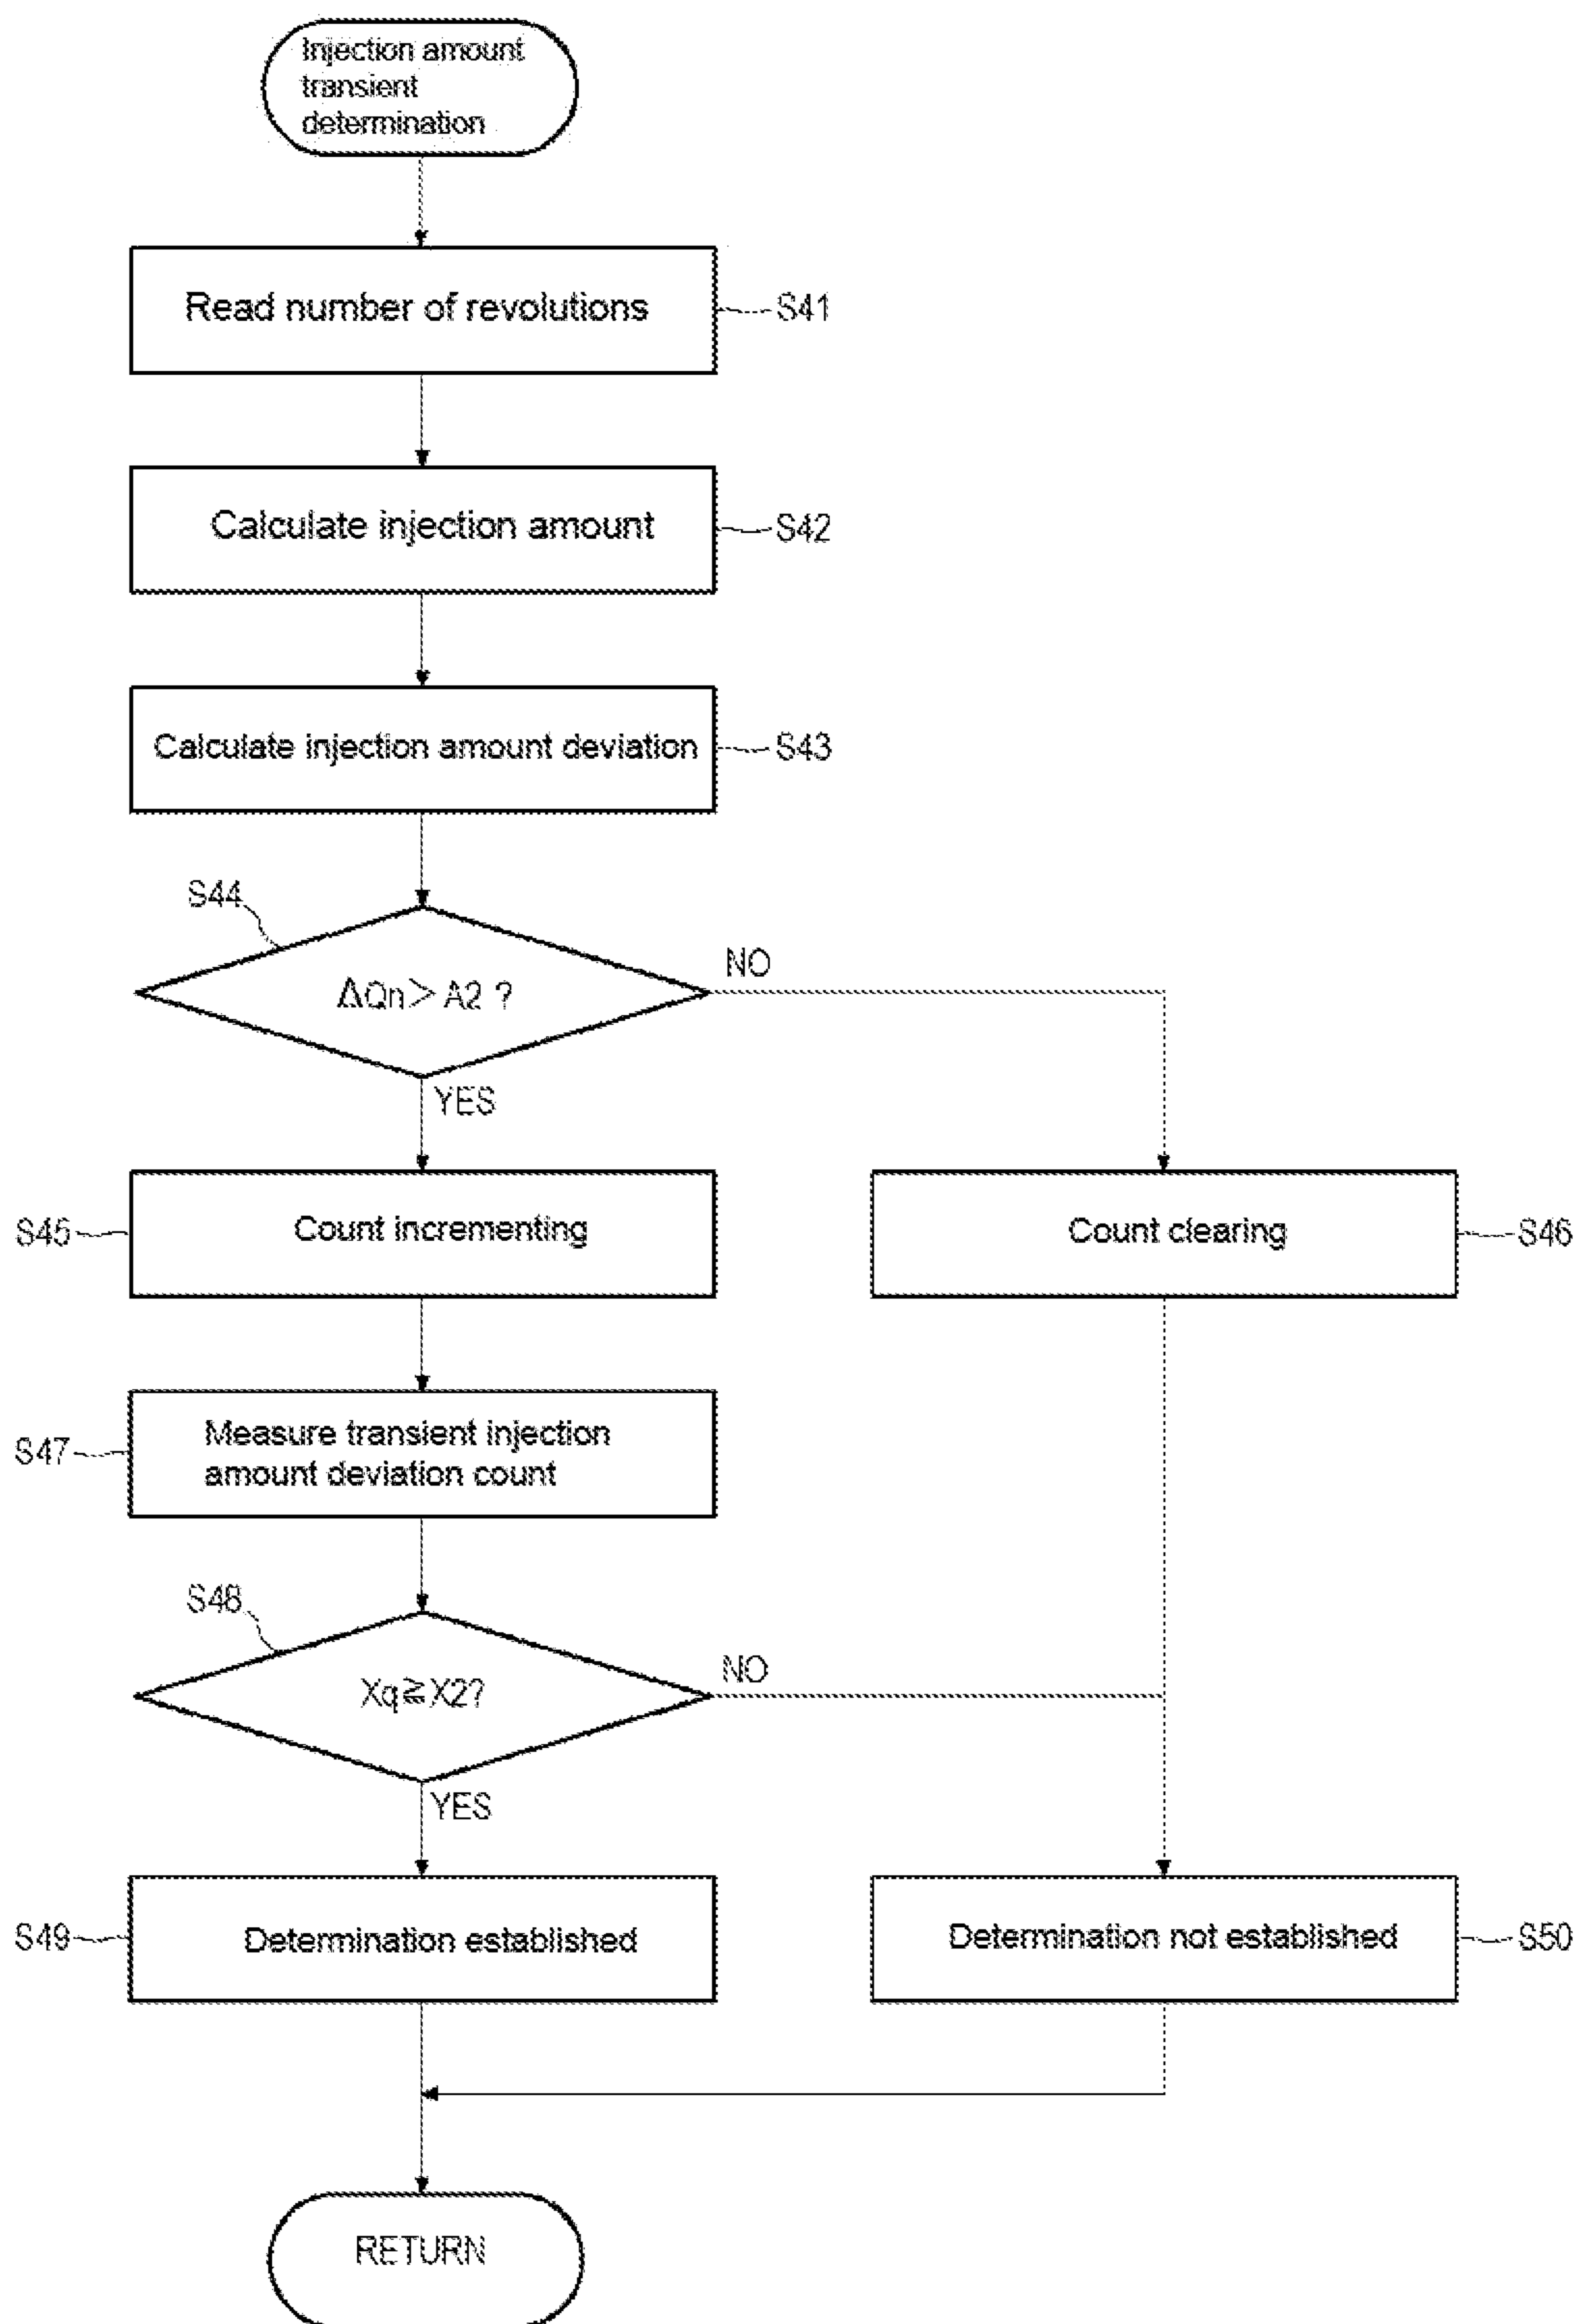 Injection amount
transient
determination
Read number of revolutions
S41
Calculate injection amount
S42
Calculate injection amount deviation
S43
S44
ΔQn＞A2 ?
NO
YES
S45
Count incrementing
Count clearing
S46
S47
Measure transient injection
amount deviation count
S48
Xq≧X2?
NO
YES
S49
Determination established
Determination not established
S50
RETURN